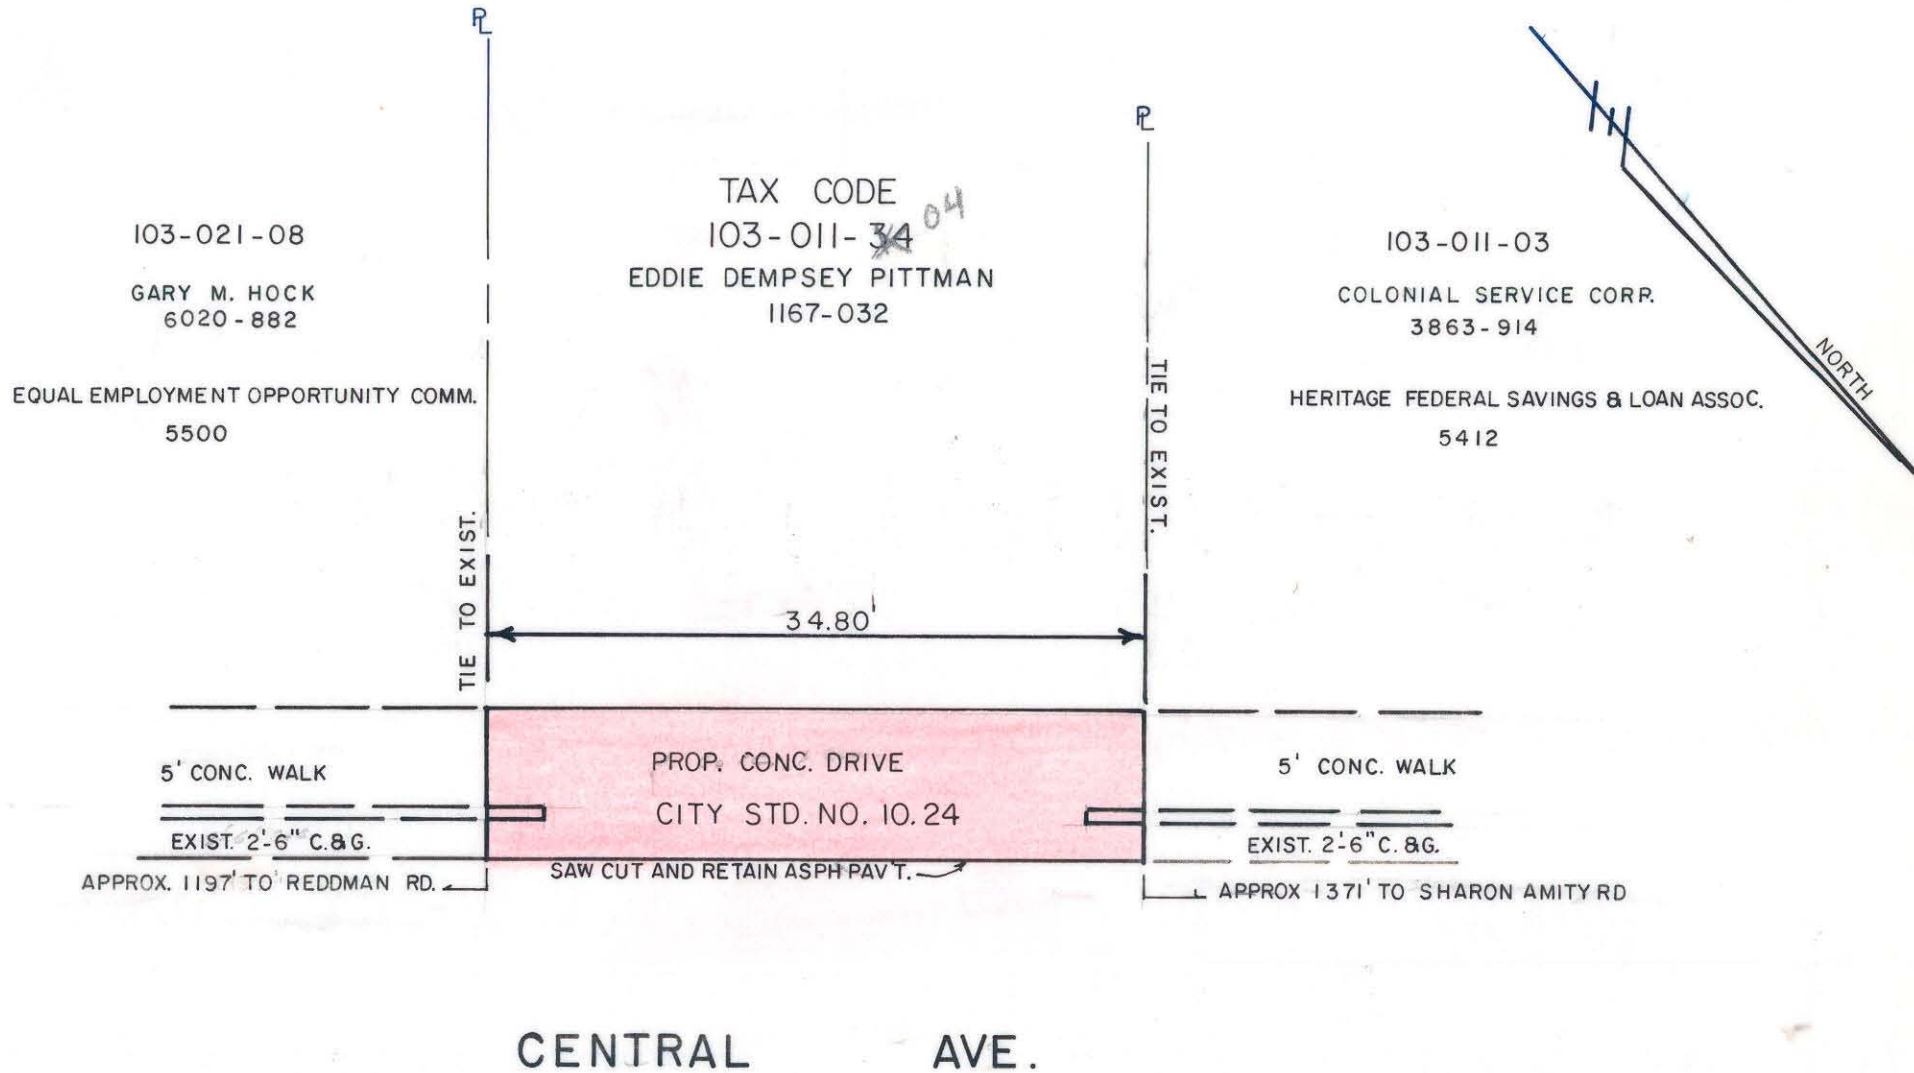 PL
PL
TAX CODE
103-011-34 04
EDDIE DEMPSEY PITTMAN
1167-032
103-021-08
GARY M. HOCK
6020-882
EQUAL EMPLOYMENT OPPORTUNITY COMM.
5500
103-011-03
COLONIAL SERVICE CORP.
3863-914
HERITAGE FEDERAL SAVINGS & LOAN ASSOC.
5412
NORTH
TIE TO EXIST.
TIE TO EXIST.
34.80'
5' CONC. WALK
PROP. CONC. DRIVE
CITY STD. NO. 10.24
5' CONC. WALK
EXIST. 2'-6" C.&G.
EXIST. 2'-6" C.&G.
APPROX. 1197' TO REDDMAN RD.
SAW CUT AND RETAIN ASPH PAV'T.
APPROX 1371' TO SHARON AMITY RD
CENTRAL AVE.